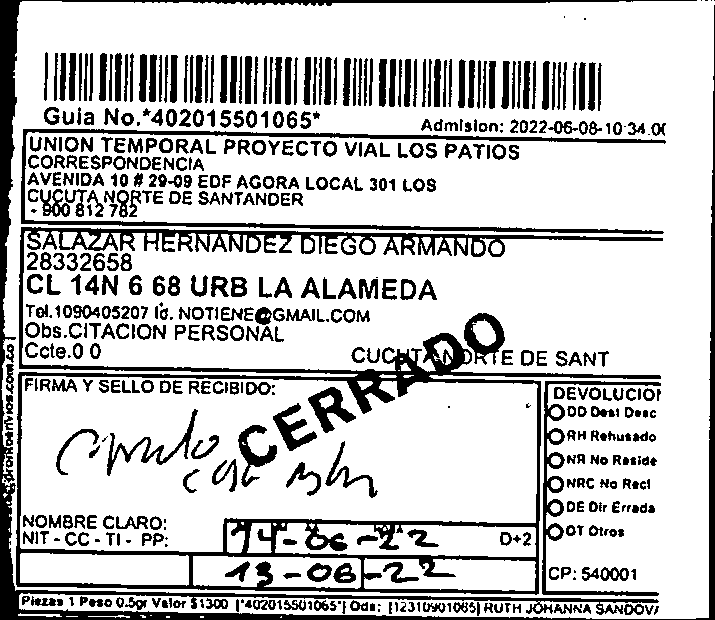 Guia No.*402015501065*
Admision: 2022-06-08-10:34:00
UNION TEMPORAL PROYECTO VIAL LOS PATIOS
CORRESPONDENCIA
AVENIDA 10 # 29-09 EDF AGORA LOCAL 301 LOS
CUCUTA NORTE DE SANTANDER
- 900 812 782
SALAZAR HERNANDEZ DIEGO ARMANDO
28332658
CL 14N 6 68 URB LA ALAMEDA
Tel.1090405207 Id. NOTIENE@GMAIL.COM
Obs.CITACION PERSONAL
Ccte.0 0
CUCUTA NORTE DE SANT
CERRADO
FIRMA Y SELLO DE RECIBIDO:
DEVOLUCION
DD Dest Desc
RH Rehusado
NR No Reside
NRC No Recl
DE Dir Errada
OT Otros
NOMBRE CLARO:
NIT - CC - TI - PP:
14-06-22
D+2
13-06-22
CP: 540001
Piezas 1 Peso 0.5gr Valor $1300 [*402015501065*] Ods: [12310901065] RUTH JOHANNA SANDOV